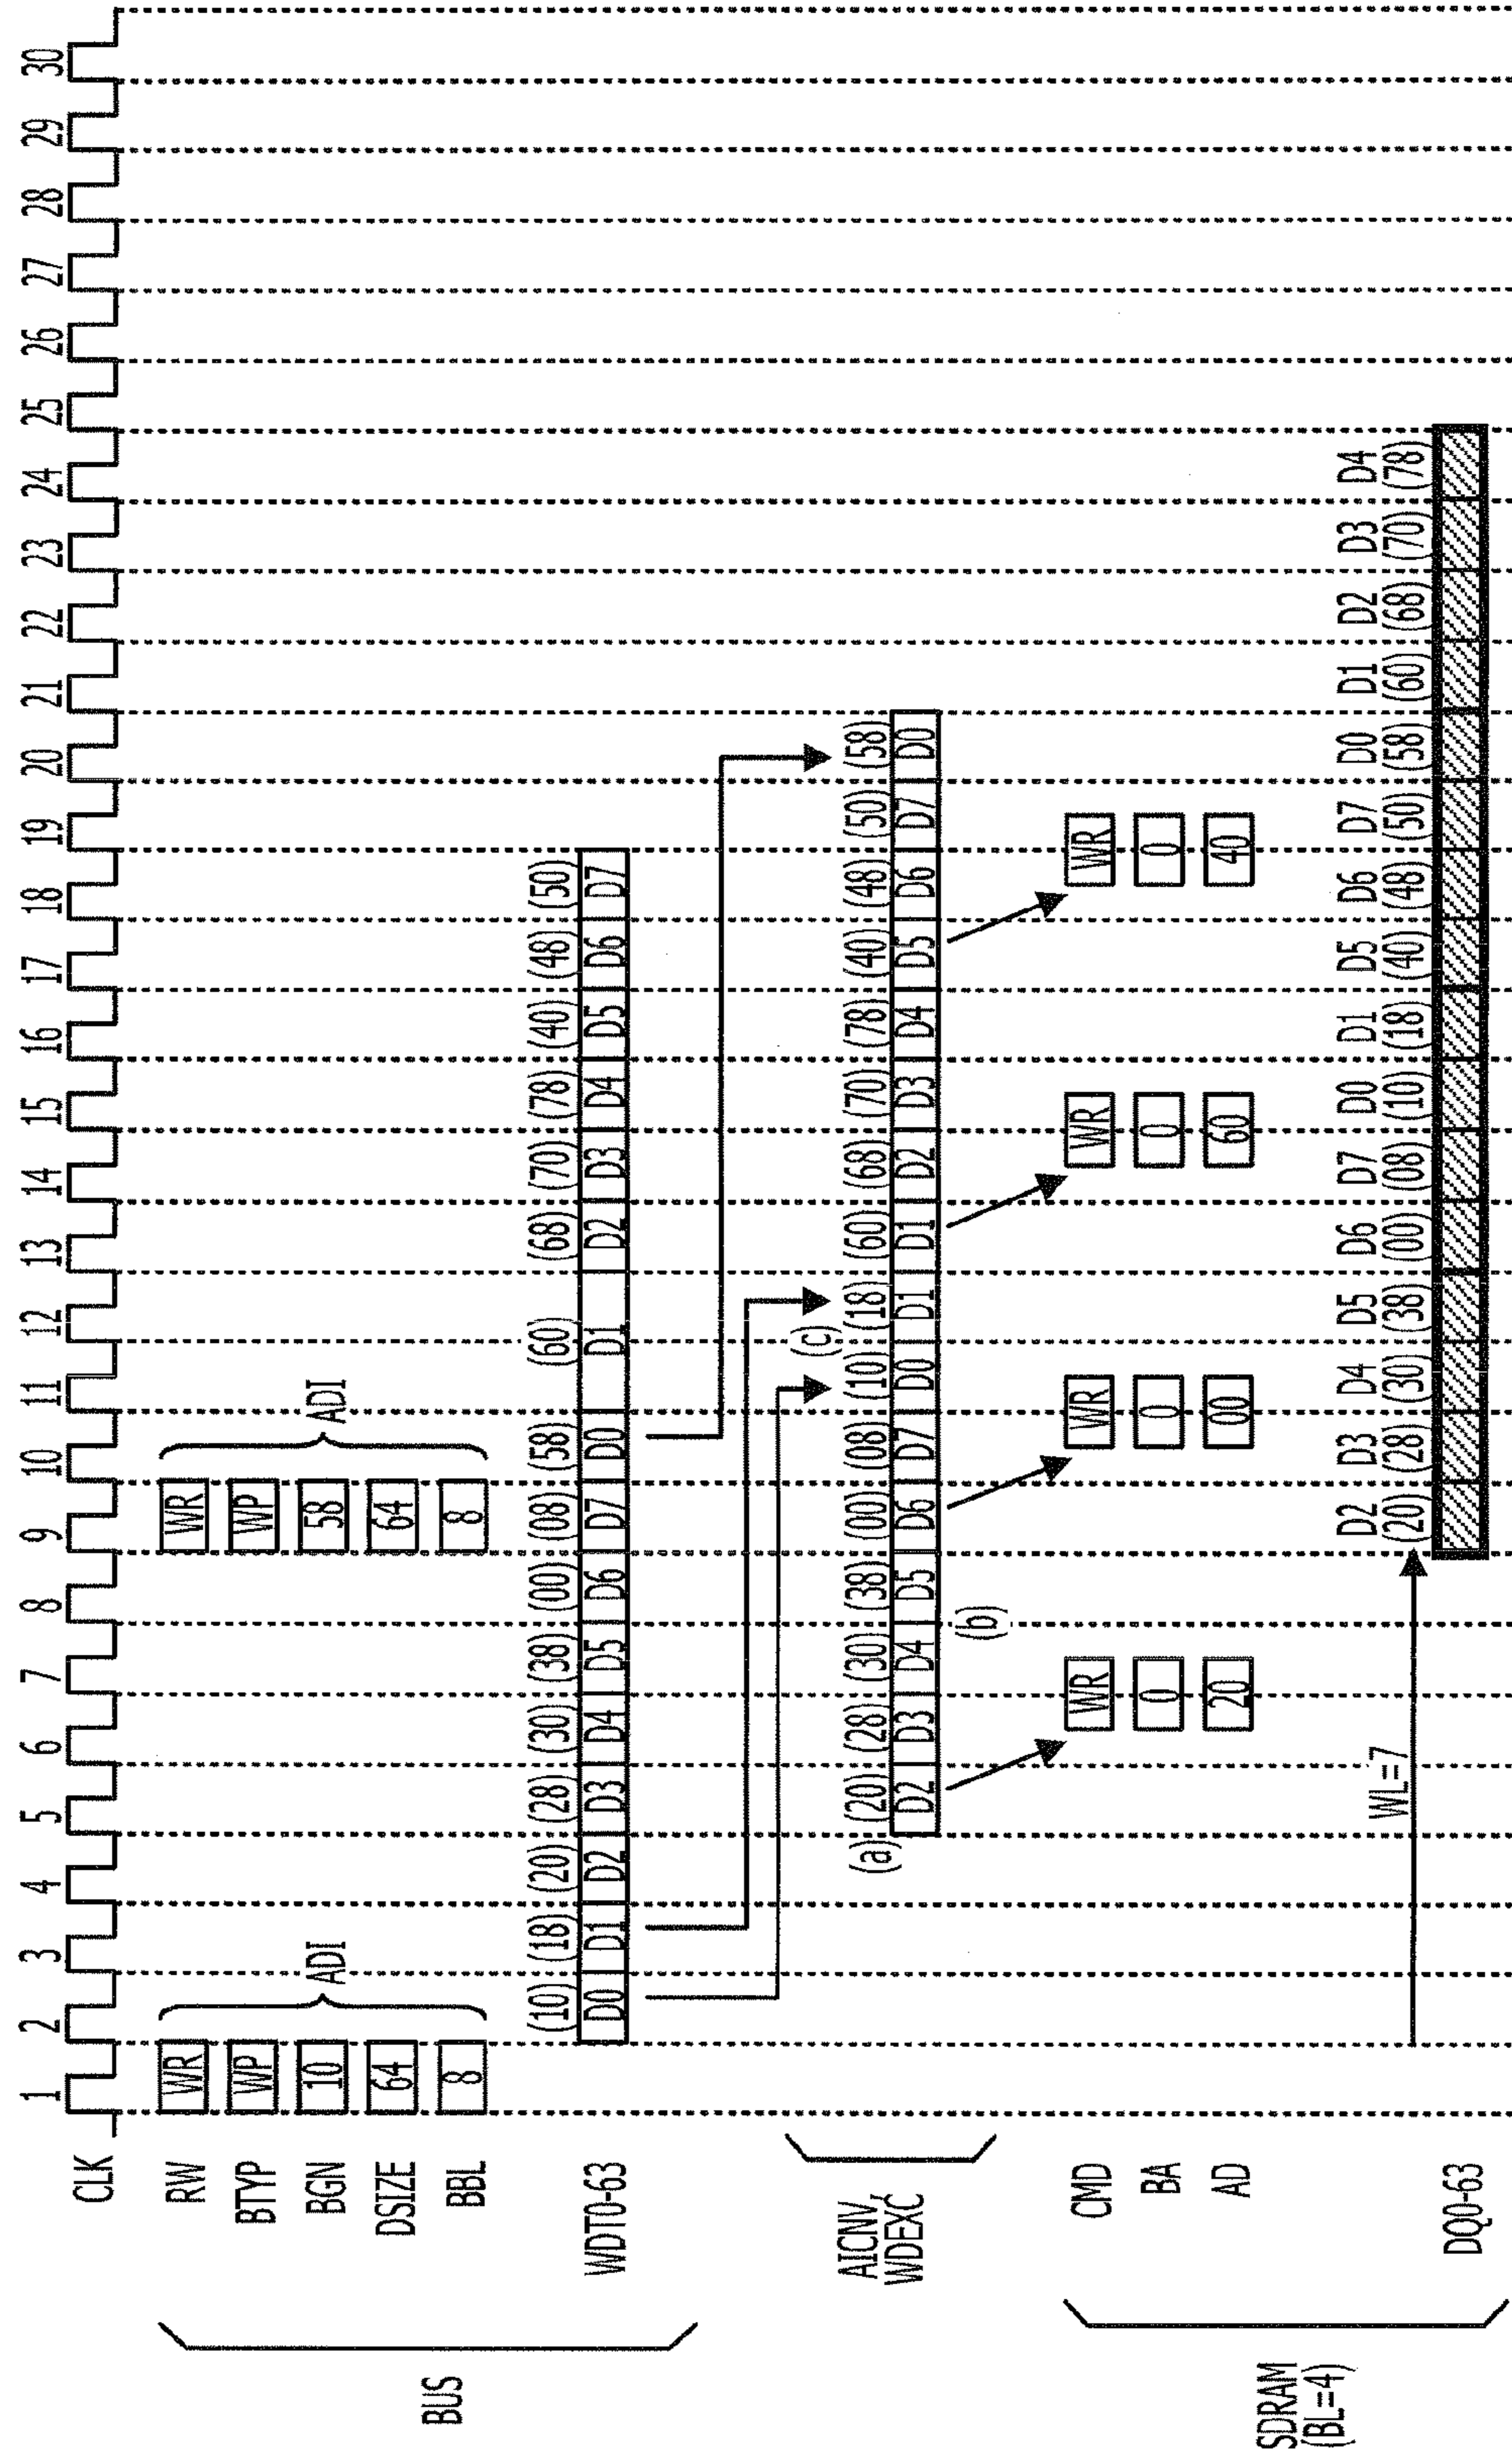 CLK 1 2 3 4 5 6 7 8 9 10 11 12 13 14 15 16 17 18 19 20 21 22 23 24 25 26 27 28 29 30
BUS
RW WR WR
BTYP WP WP
BGN 10 ADI 58 ADI
DSIZE 64 64
BBL 8 8
(10) (18) (20) (28) (30) (38) (00) (08) (58) (60) (68) (70) (78) (40) (48) (50)
WDT0-63 D0 D1 D2 D3 D4 D5 D6 D7 D0 D1 D2 D3 D4 D5 D6 D7
(c)
AICNV,
WDEXC
(a) (20) (28) (30) (38) (00) (08) (10) (18) (60) (68) (70) (78) (40) (48) (50) (58)
D2 D3 D4 D5 D6 D7 D0 D1 D1 D2 D3 D4 D5 D6 D7 D0
(b)
SDRAM
(BL=4)
CMD WR WR WR WR
BA 0 0 0 0
AD 20 00 60 40
WL=7
D2 D3 D4 D5 D6 D7 D0 D1 D5 D6 D7 D0 D1 D2 D3 D4
(20) (28) (30) (38) (00) (08) (10) (18) (40) (48) (50) (58) (60) (68) (70) (78)
DQ0-63